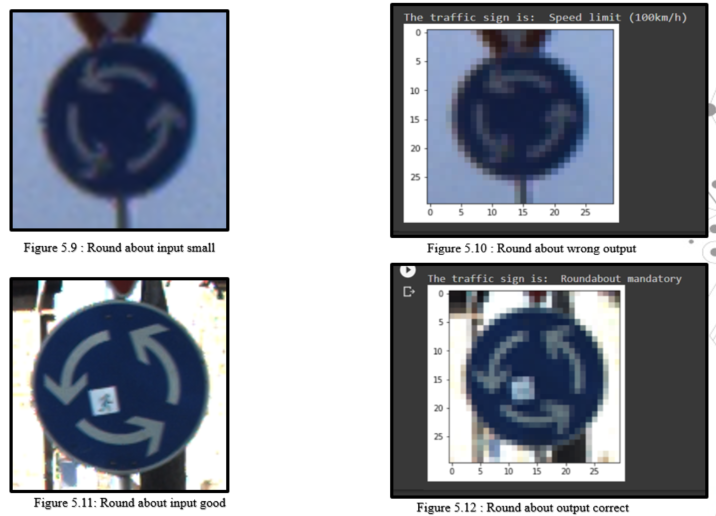 The traffic sign is:  Speed limit (100km/h)
0
5
10
15
20
25
0 5 10 15 20 25
Figure 5.9 : Round about input small
Figure 5.10 : Round about wrong output
The traffic sign is:  Roundabout mandatory
0
5
10
15
20
25
0 5 10 15 20 25
Figure 5.11: Round about input good
Figure 5.12 : Round about output correct